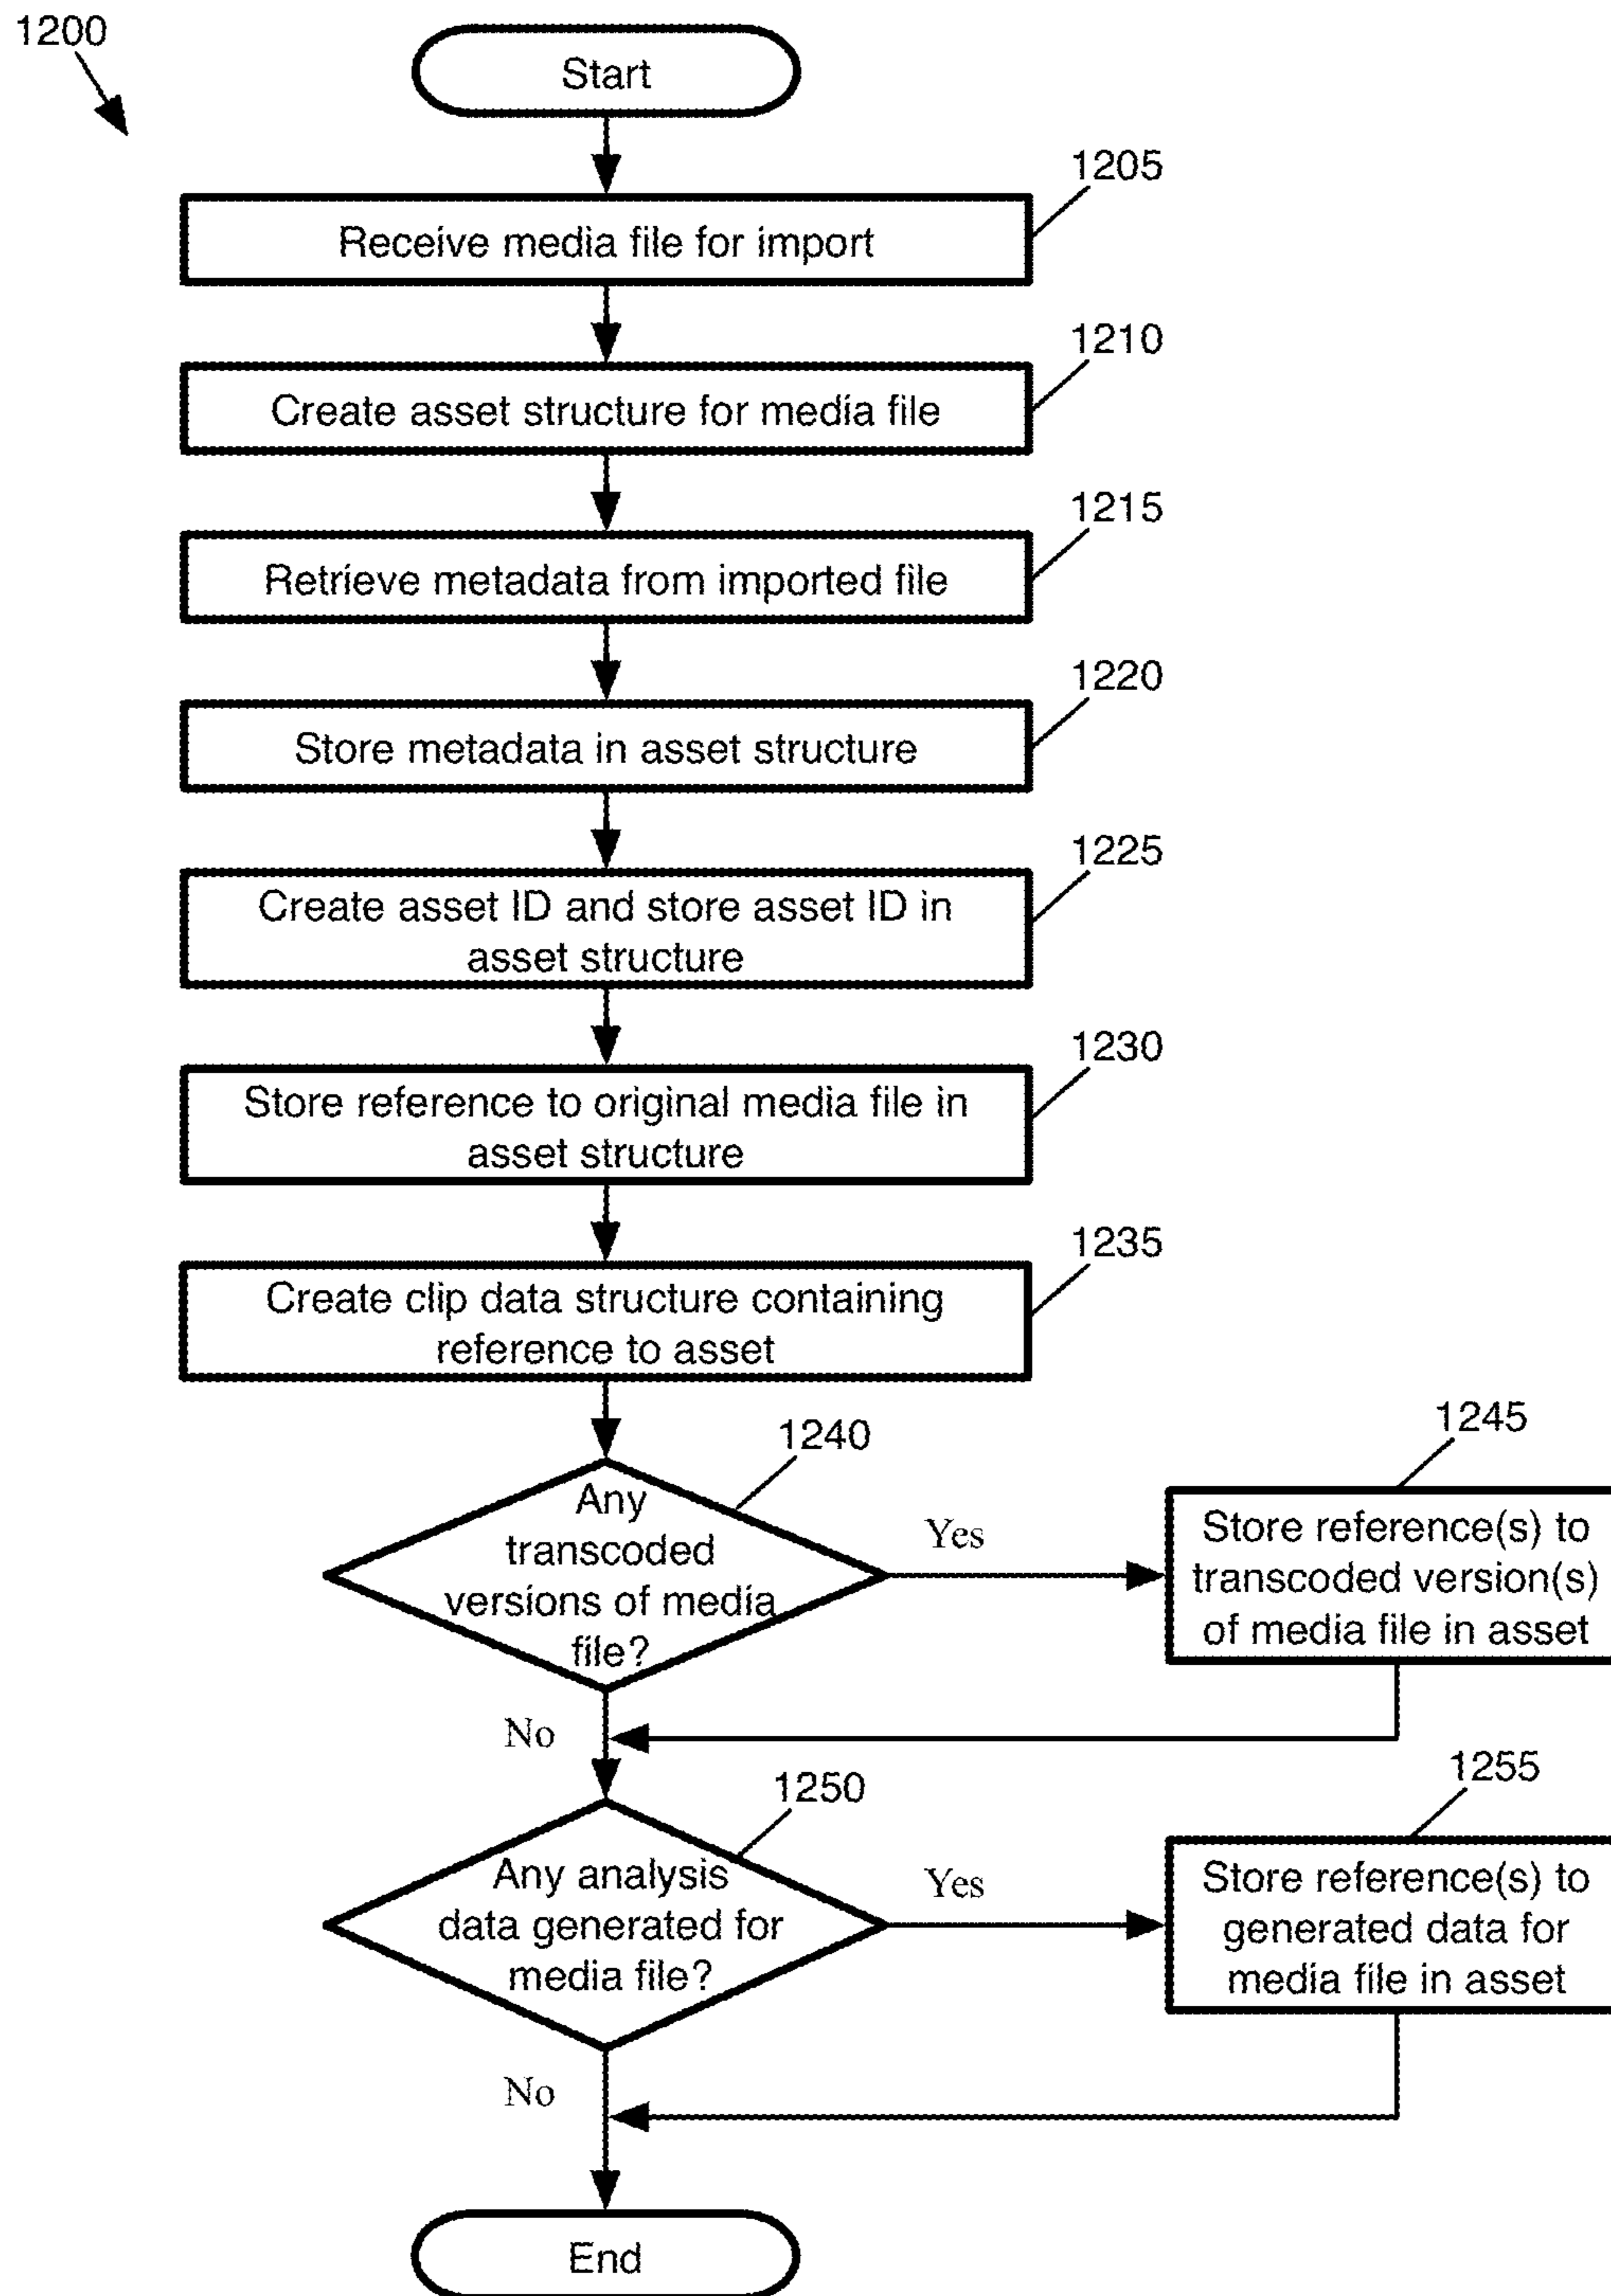 1200
Start
1205
Receive media file for import
1210
Create asset structure for media file
1215
Retrieve metadata from imported file
1220
Store metadata in asset structure
1225
Create asset ID and store asset ID in
asset structure
1230
Store reference to original media file in
asset structure
1235
Create clip data structure containing
reference to asset
1240
Any
transcoded
versions of media
file?
Yes
1245
Store reference(s) to
transcoded version(s)
of media file in asset
No
1250
Any analysis
data generated for
media file?
Yes
1255
Store reference(s) to
generated data for
media file in asset
No
End